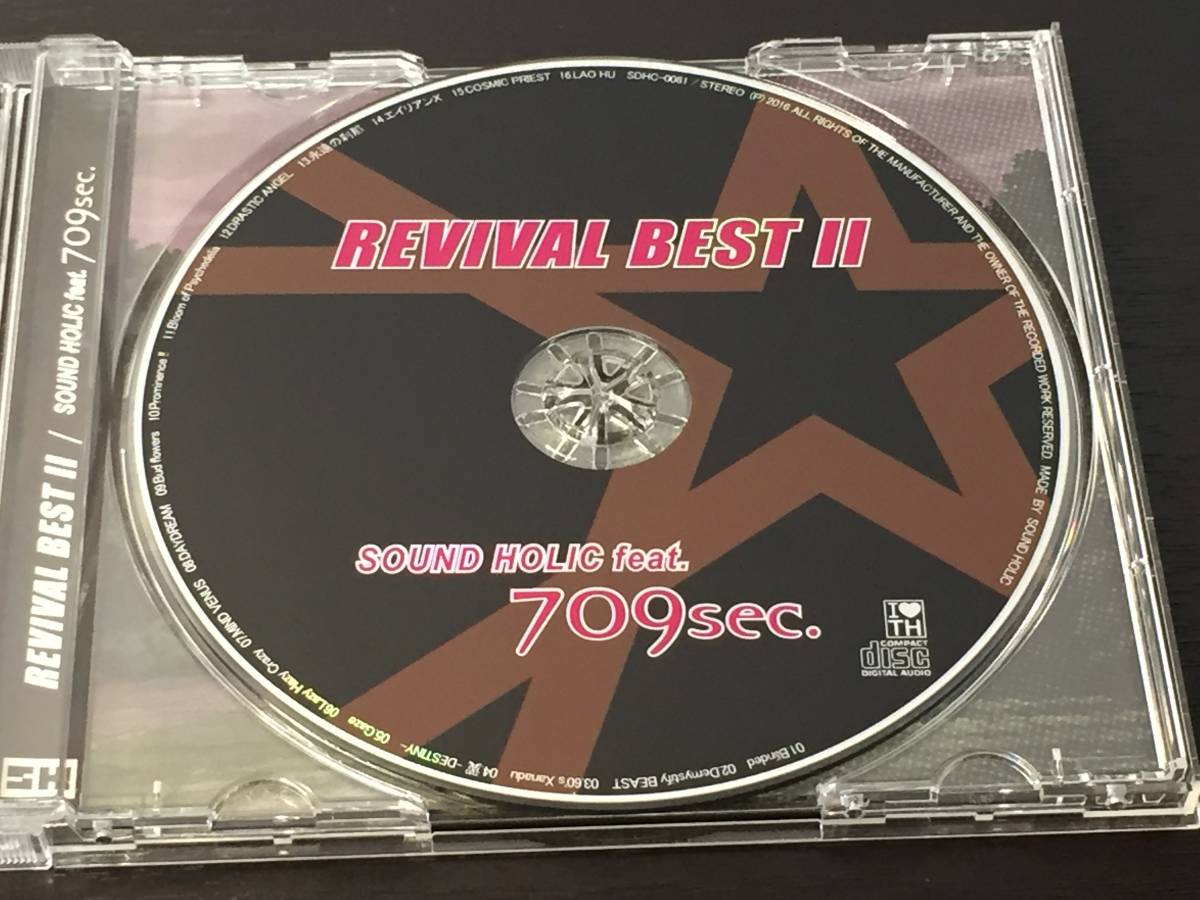 REVIVAL BEST II / SOUND HOLIC feat. 709sec.
REVIVAL BEST II
SOUND HOLIC feat.
709sec.
I♥
TH
COMPACT
disc
DIGITAL AUDIO
01 Blinded 02.Demystify BEAST 03.60's Xanadu 04.翼 -DESTINY- 05.Gaze 06.Lazy Hazy Crazy 07.MIND VENUS 08.DAYDREAM 09.Bud flowers 10.Prominence!! 11.Bloom of Psychedelia 12.DRASTIC ANGEL 13.永遠の刹那 14.エイリアンX 15.COSMIC PRIEST 16.LAO HU SDHC-0061 / STEREO (P) 2016 ALL RIGHTS OF THE MANUFACTURER AND THE OWNER OF THE RECORDED WORK RESERVED. MADE BY SOUND HOLIC